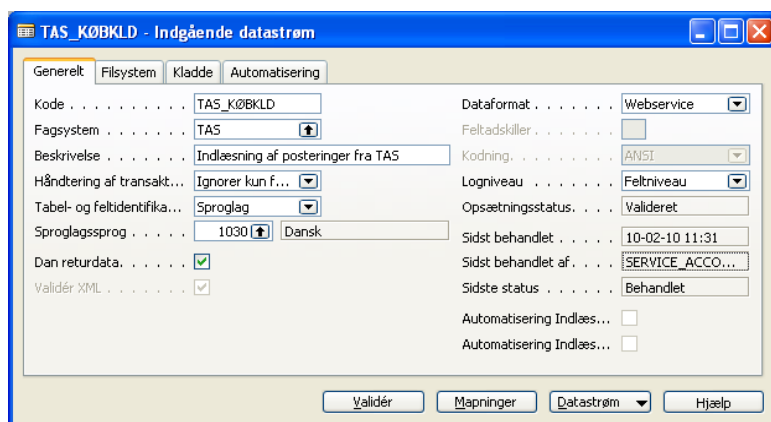 TAS_KØBKLD - Indgående datastrøm
Generelt Filsystem Kladde Automatisering
Kode . . . . . . . . . . TAS_KØBKLD
Fagsystem . . . . . . . TAS
Beskrivelse . . . . . . . Indlæsning af posteringer fra TAS
Håndtering af transakt... Ignorer kun f...
Tabel- og feltidentifika... Sproglag
Sproglagssprog . . . . . 1030 Dansk
Dan returdata. . . . . .
Validér XML . . . . . . .
Dataformat . . . . . . . Webservice
Feltadskiller . . . . . . .
Kodning. . . . . . . . . . ANSI
Logniveau . . . . . . . Feltniveau
Opsætningsstatus. . . . Valideret
Sidst behandlet . . . . . 10-02-10 11:31
Sidst behandlet af. . . . SERVICE_ACCO...
Sidste status . . . . . . Behandlet
Automatisering Indlæs...
Automatisering Indlæs...
Validér Mapninger Datastrøm Hjælp